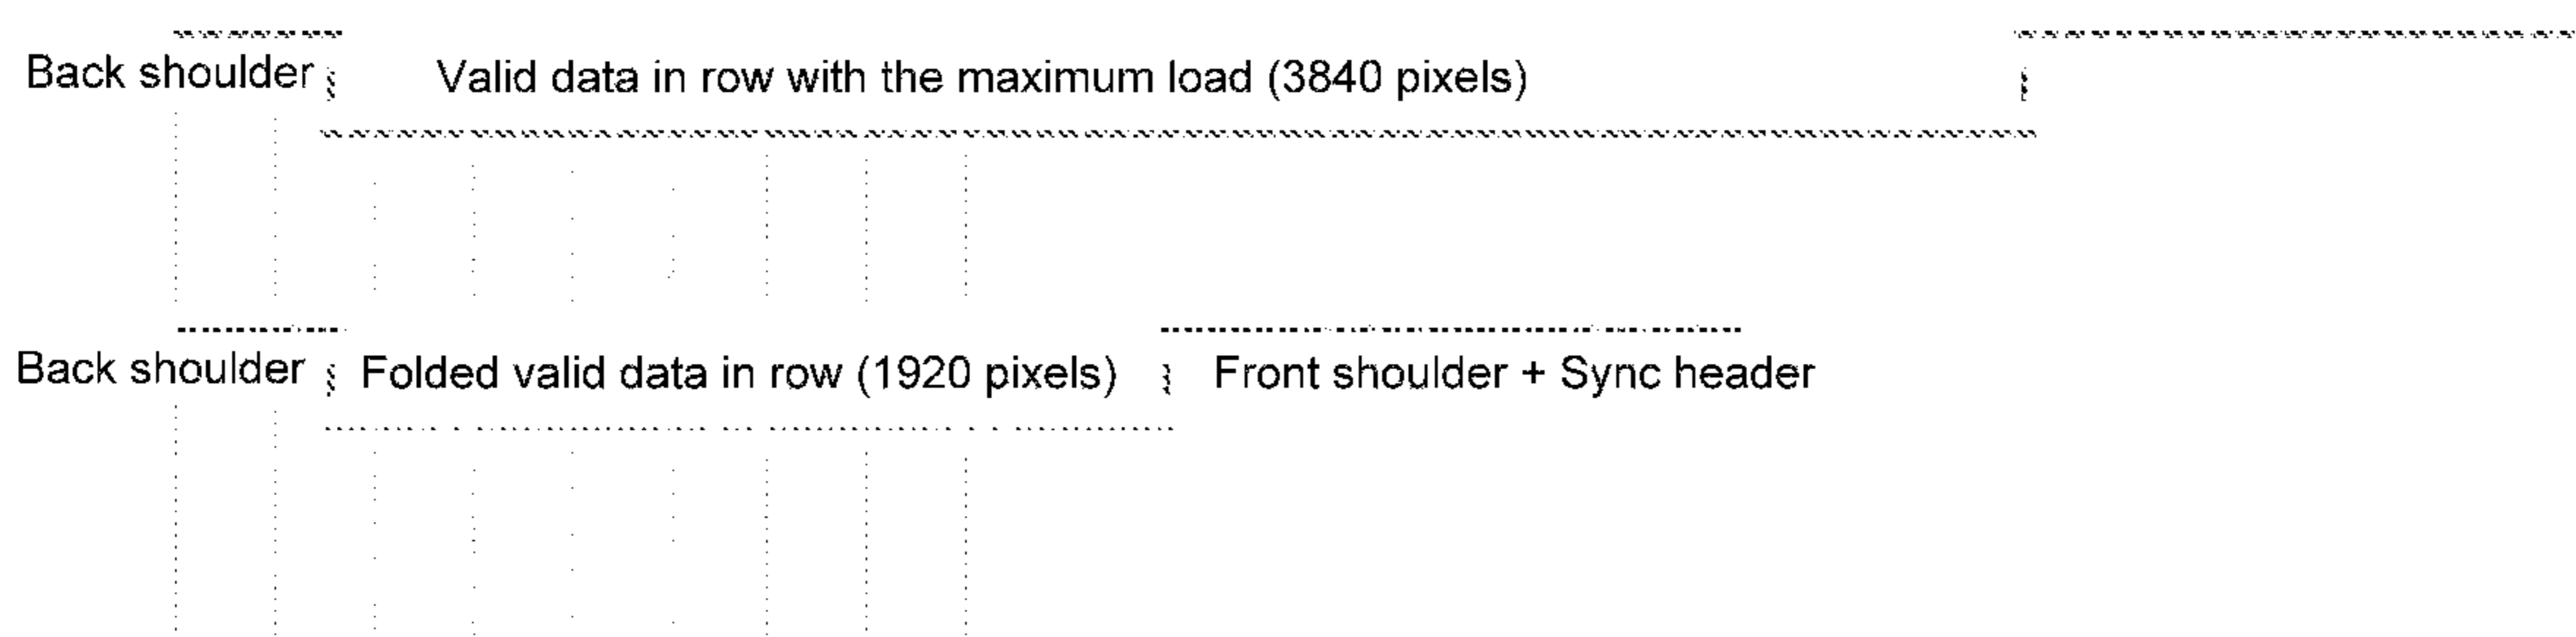 Back shoulder Valid data in row with the maximum load (3840 pixels)
Back shoulder Folded valid data in row (1920 pixels) Front shoulder + Sync header